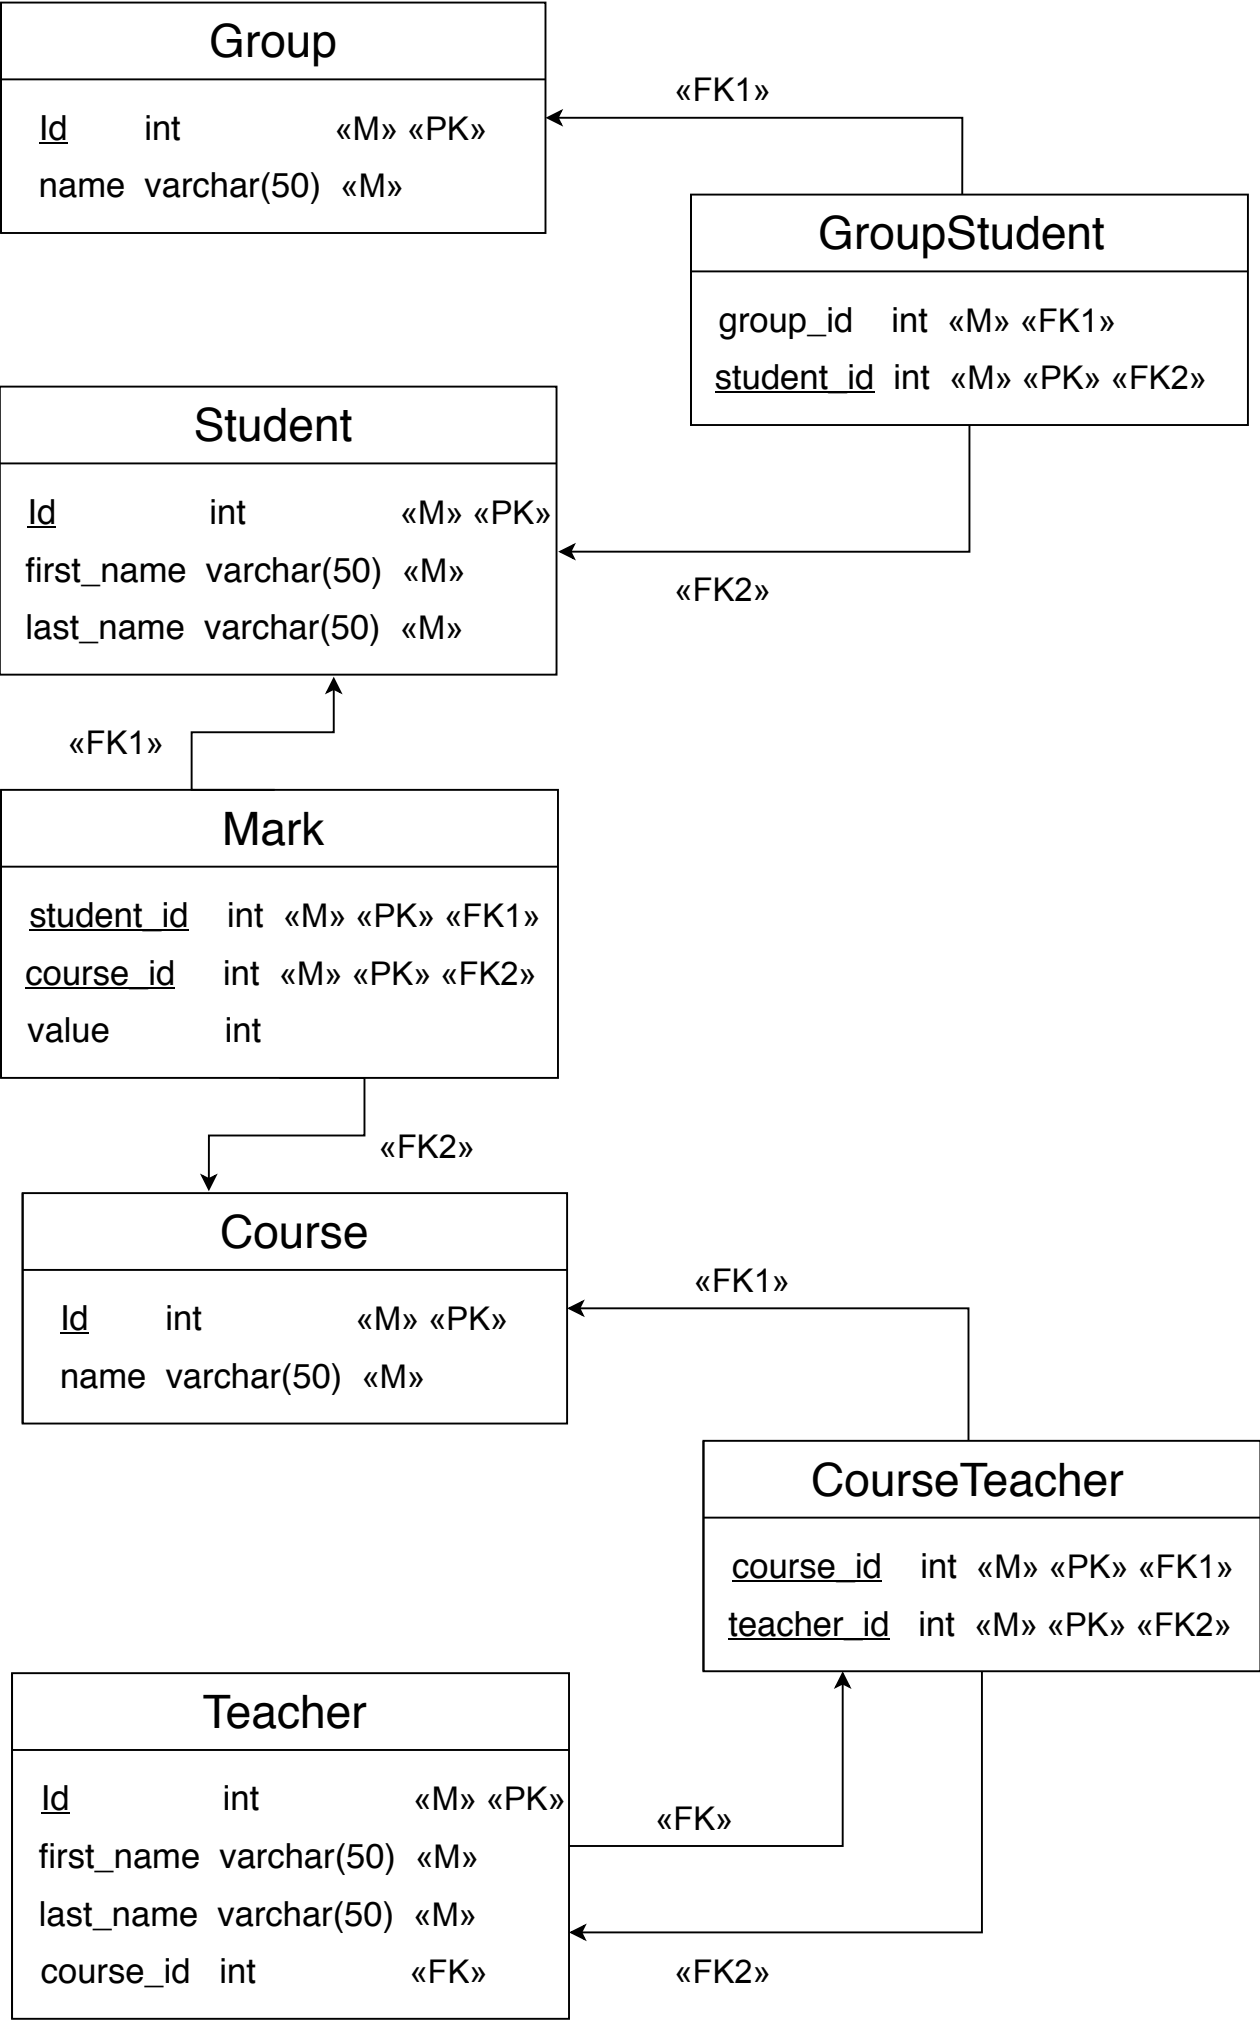 Group
Id int «M» «PK»
name varchar(50) «M»
«FK1»
GroupStudent
group_id int «M» «FK1»
student_id int «M» «PK» «FK2»
Student
Id int «M» «PK»
first_name varchar(50) «M»
last_name varchar(50) «M»
«FK2»
«FK1»
Mark
student_id int «M» «PK» «FK1»
course_id int «M» «PK» «FK2»
value int
«FK2»
Course
Id int «M» «PK»
name varchar(50) «M»
«FK1»
CourseTeacher
course_id int «M» «PK» «FK1»
teacher_id int «M» «PK» «FK2»
Teacher
Id int «M» «PK»
first_name varchar(50) «M»
last_name varchar(50) «M»
course_id int «FK»
«FK»
«FK2»